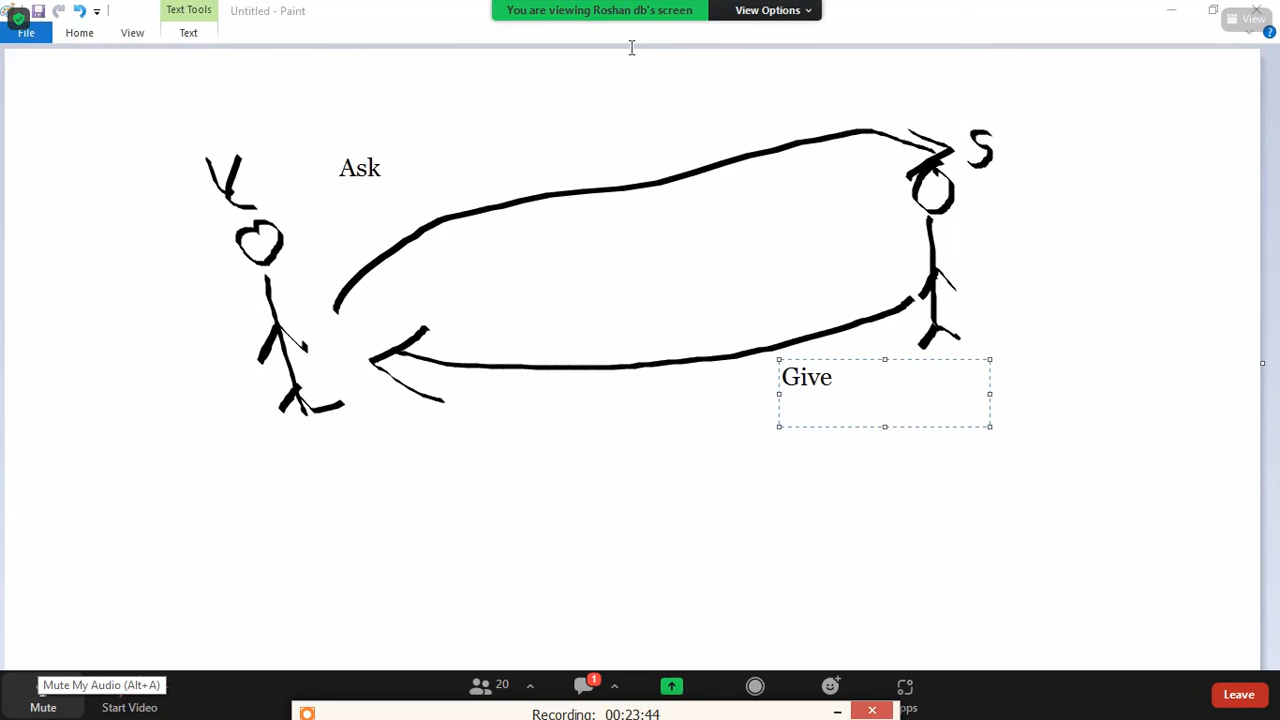 Text Tools
Untitled - Paint
You are viewing Roshan db's screen
View Options
View
File
Home
View
Text
Ask
S
Give
Mute My Audio (Alt+A)
Mute
Start Video
20
1
Leave
Recording: 00:23:44